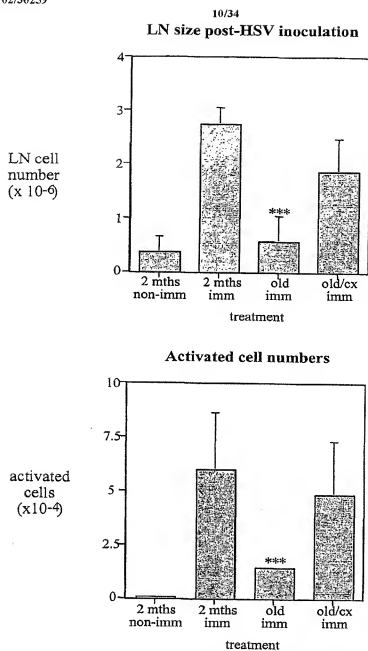 10/34
LN size post-HSV inoculation
4
3
2
1
0
LN cell
number
(x 10-6)
***
2 mths
non-imm
2 mths
imm
old
imm
old/cx
imm
treatment
Activated cell numbers
10
7.5
5
2.5
0
activated
cells
(x10-4)
***
2 mths
non-imm
2 mths
imm
old
imm
old/cx
imm
treatment